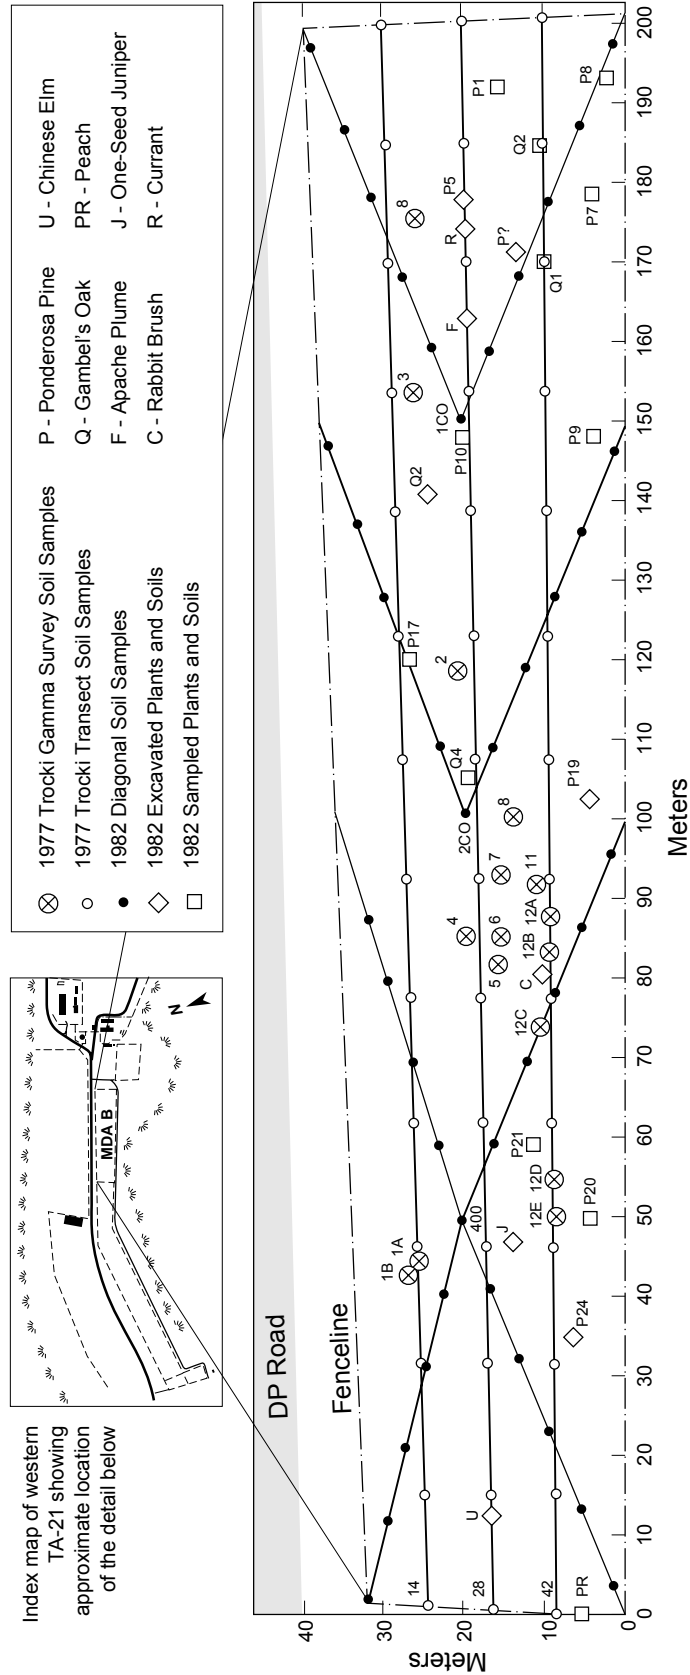 Index map of western
TA-21 showing
approximate location
of the detail below
MDA B
N
1977 Trocki Gamma Survey Soil Samples
1977 Trocki Transect Soil Samples
1982 Diagonal Soil Samples
1982 Excavated Plants and Soils
1982 Sampled Plants and Soils
P - Ponderosa Pine
Q - Gambel's Oak
F - Apache Plume
C - Rabbit Brush
U - Chinese Elm
PR - Peach
J - One-Seed Juniper
R - Currant
DP Road
Fenceline
Meters
40
30
20
10
0
14
28
42
PR
U
1B
1A
400
J
P24
12E
12D
P20
P21
12C
C
12B
12A
11
5
6
4
7
8
P19
2CO
Q4
2
P17
Q2
P10
1CO
3
P9
F
R
P5
8
P?
Q1
Q2
P7
P1
P8
0 10 20 30 40 50 60 70 80 90 100 110 120 130 140 150 160 170 180 190 200
Meters